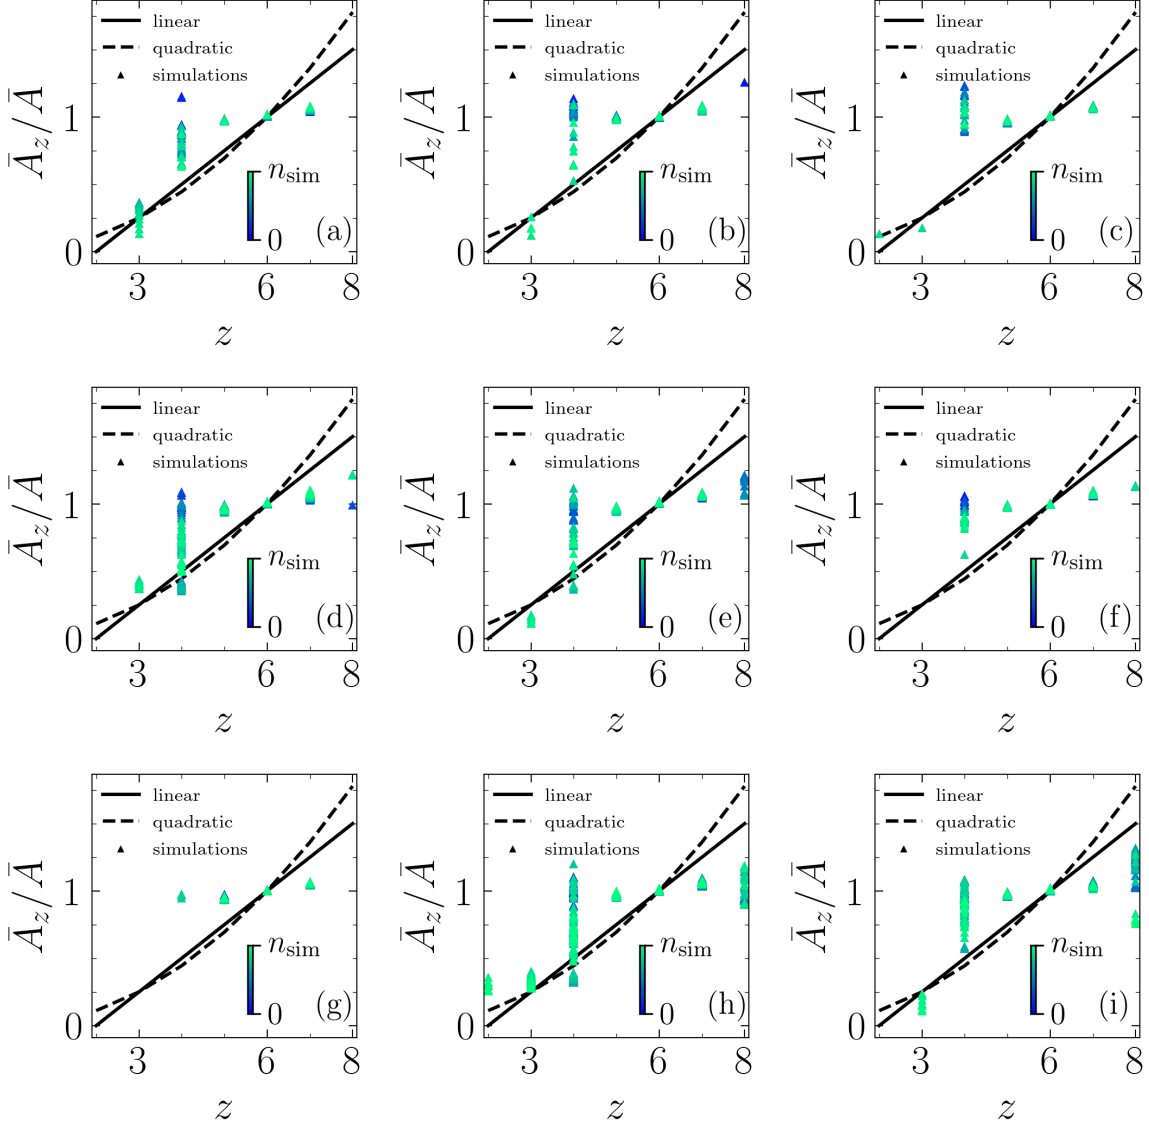 linear
quadratic
simulations
Ā_z/Ā
1
0
n_sim
0
(a)
3
6
8
z
linear
quadratic
simulations
Ā_z/Ā
1
0
n_sim
0
(b)
3
6
8
z
linear
quadratic
simulations
Ā_z/Ā
1
0
n_sim
0
(c)
3
6
8
z
linear
quadratic
simulations
Ā_z/Ā
1
0
n_sim
0
(d)
3
6
8
z
linear
quadratic
simulations
Ā_z/Ā
1
0
n_sim
0
(e)
3
6
8
z
linear
quadratic
simulations
Ā_z/Ā
1
0
n_sim
0
(f)
3
6
8
z
linear
quadratic
simulations
Ā_z/Ā
1
0
n_sim
0
(g)
3
6
8
z
linear
quadratic
simulations
Ā_z/Ā
1
0
n_sim
0
(h)
3
6
8
z
linear
quadratic
simulations
Ā_z/Ā
1
0
n_sim
0
(i)
3
6
8
z